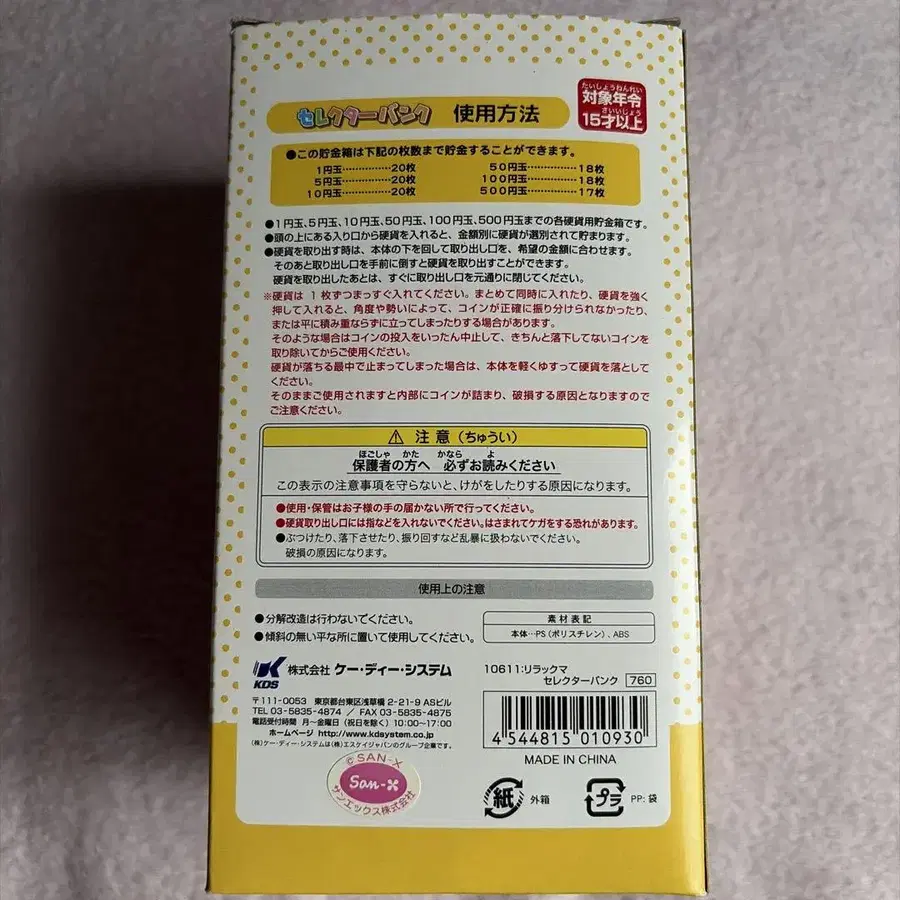 セレクターバンク 使用方法
たいしょうねんれい
対象年令
さいいじょう
15才以上
●この貯金箱は下記の枚数まで貯金することができます。
1円玉……………20枚
5円玉……………20枚
10円玉……………20枚
50円玉……………18枚
100円玉……………18枚
500円玉……………17枚
●1円玉、5円玉、10円玉、50円玉、100円玉、500円玉までの各硬貨用貯金箱です。
●頭の上にある入り口から硬貨を入れると、金額別に硬貨が選別されて貯まります。
●硬貨を取り出す時は、本体の下を回して取り出し口を、希望の金額に合わせます。
そのあと取り出し口を手前に倒すと硬貨を取り出すことができます。
硬貨を取り出したあとは、すぐに取り出し口を元通りに閉じてください。
※硬貨は 1 枚ずつまっすぐ入れてください。まとめて同時に入れたり、硬貨を強く
押して入れると、角度や勢いによって、コインが正確に振り分けられなかったり、
または平に積み重ならずに立ってしまったりする場合があります。
そのような場合はコインの投入をいったん中止して、きちんと落下してないコインを
取り除いてからご使用ください。
硬貨が落ちる最中で止まってしまった場合は、本体を軽くゆすって硬貨を落として
ください。
そのままご使用されますと内部にコインが詰まり、破損する原因となりますので
ご注意ください。
⚠ 注意(ちゅうい)
ほごしゃ かた かなら よ
保護者の方へ 必ずお読みください
この表示の注意事項を守らないと、けがをしたりする原因になります。
●使用・保管はお子様の手の届かない所で行ってください。
●硬貨取り出し口には指などを入れないでください。はさまれてケガをする恐れがあります。
●ぶつけたり、落下させたり、振り回すなど乱暴に扱わないでください。
破損の原因になります。
使用上の注意
●分解改造は行わないでください。
●傾斜の無い平な所に置いて使用してください。
素材表記
本体…PS(ポリスチレン)、ABS
KDS
株式会社 ケー・ディー・システム
〒111-0053 東京都台東区浅草橋 2-21-9 ASビル
TEL 03-5835-4874 / FAX 03-5835-4875
電話受付時間 月〜金曜日(祝日を除く)10:00〜17:00
ホームページ http://www.kdsystem.co.jp
(株)ケー・ディー・システムは(株)エスケイジャパンのグループ企業です。
10611:リラックマ
セレクターバンク 760
4 544815 010930
MADE IN CHINA
©SAN-X
San-X
サンエックス株式会社
紙 外箱
プラ PP:袋